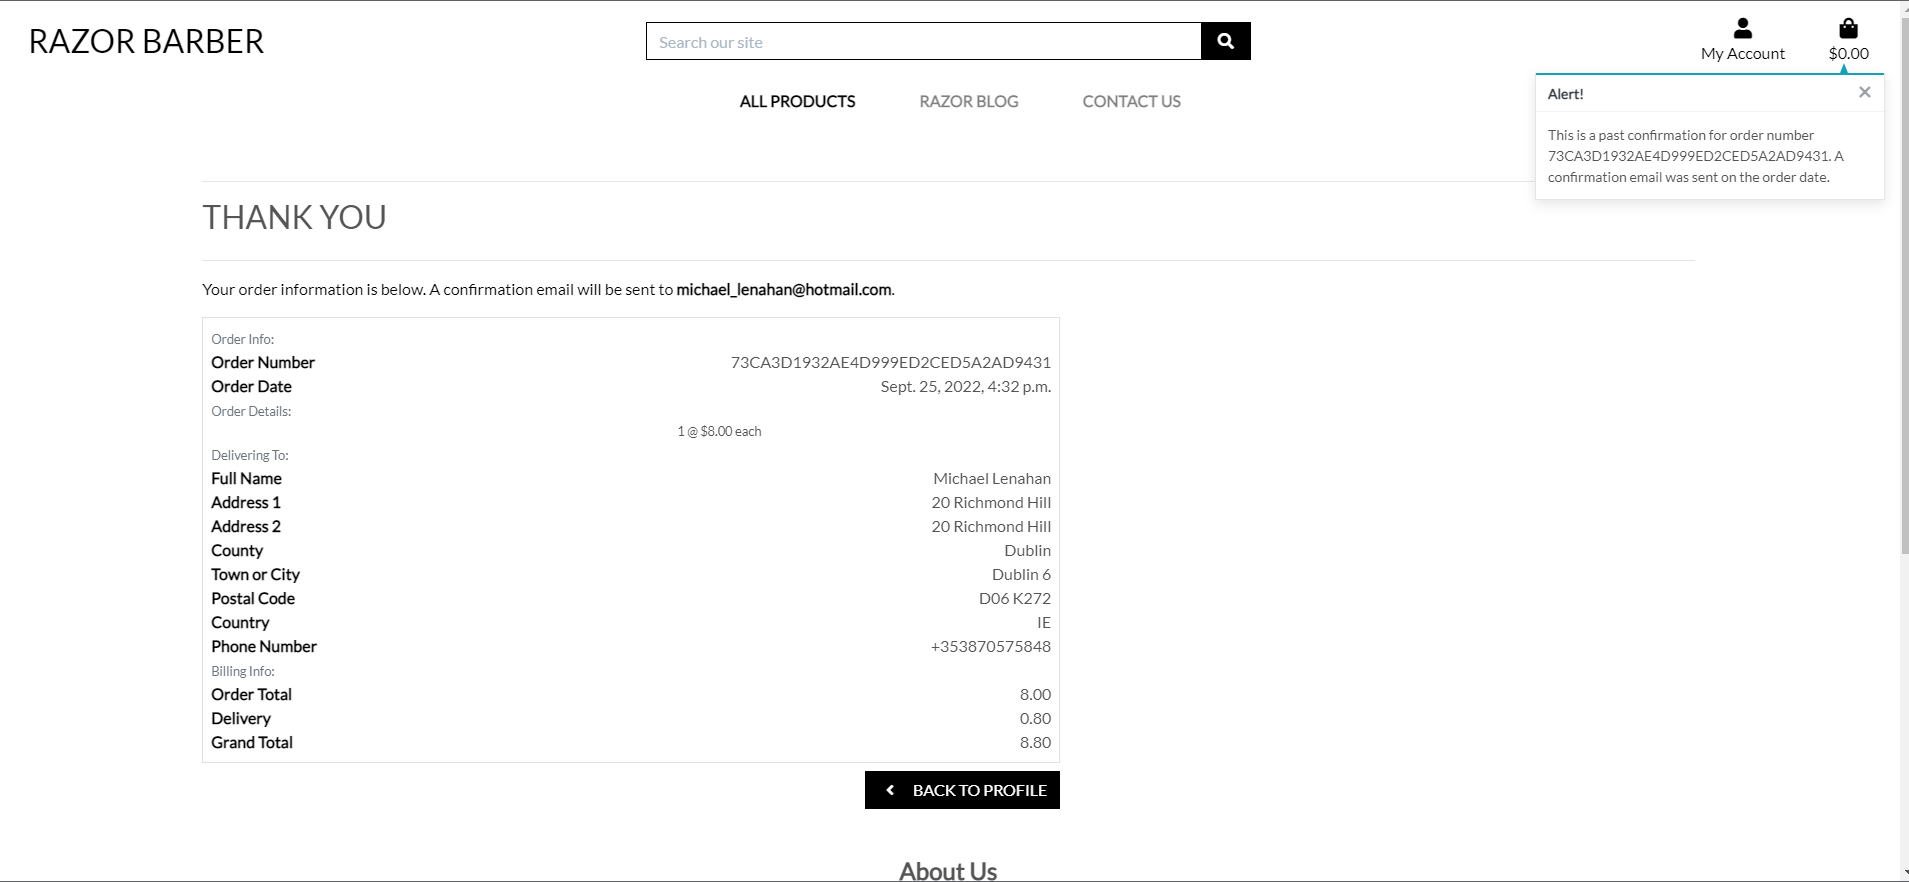 RAZOR BARBER
Search our site
My Account
$0.00
ALL PRODUCTS
RAZOR BLOG
CONTACT US
Alert!
This is a past confirmation for order number
73CA3D1932AE4D999ED2CED5A2AD9431. A
confirmation email was sent on the order date.
THANK YOU
Your order information is below. A confirmation email will be sent to michael_lenahan@hotmail.com.
Order Info:
Order Number 73CA3D1932AE4D999ED2CED5A2AD9431
Order Date Sept. 25, 2022, 4:32 p.m.
Order Details:
1 @ $8.00 each
Delivering To:
Full Name Michael Lenahan
Address 1 20 Richmond Hill
Address 2 20 Richmond Hill
County Dublin
Town or City Dublin 6
Postal Code D06 K272
Country IE
Phone Number +353870575848
Billing Info:
Order Total 8.00
Delivery 0.80
Grand Total 8.80
BACK TO PROFILE
About Us